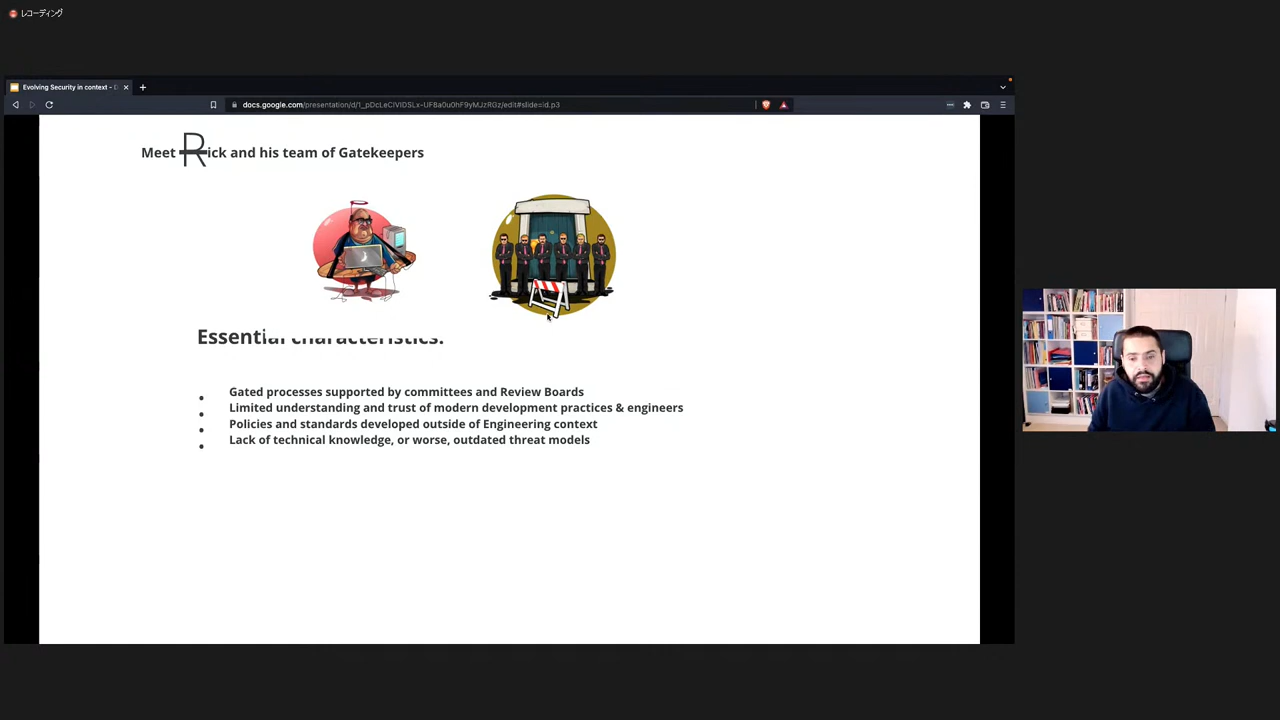 レコーディング
Evolving Security in context - D
docs.google.com/presentation/d/1_pDcLeCIVIDSLx-UF8a0u0hF9yMJzRGz/edit#slide=id.p3
Meet Rick and his team of Gatekeepers
Essential characteristics:
Gated processes supported by committees and Review Boards
Limited understanding and trust of modern development practices & engineers
Policies and standards developed outside of Engineering context
Lack of technical knowledge, or worse, outdated threat models